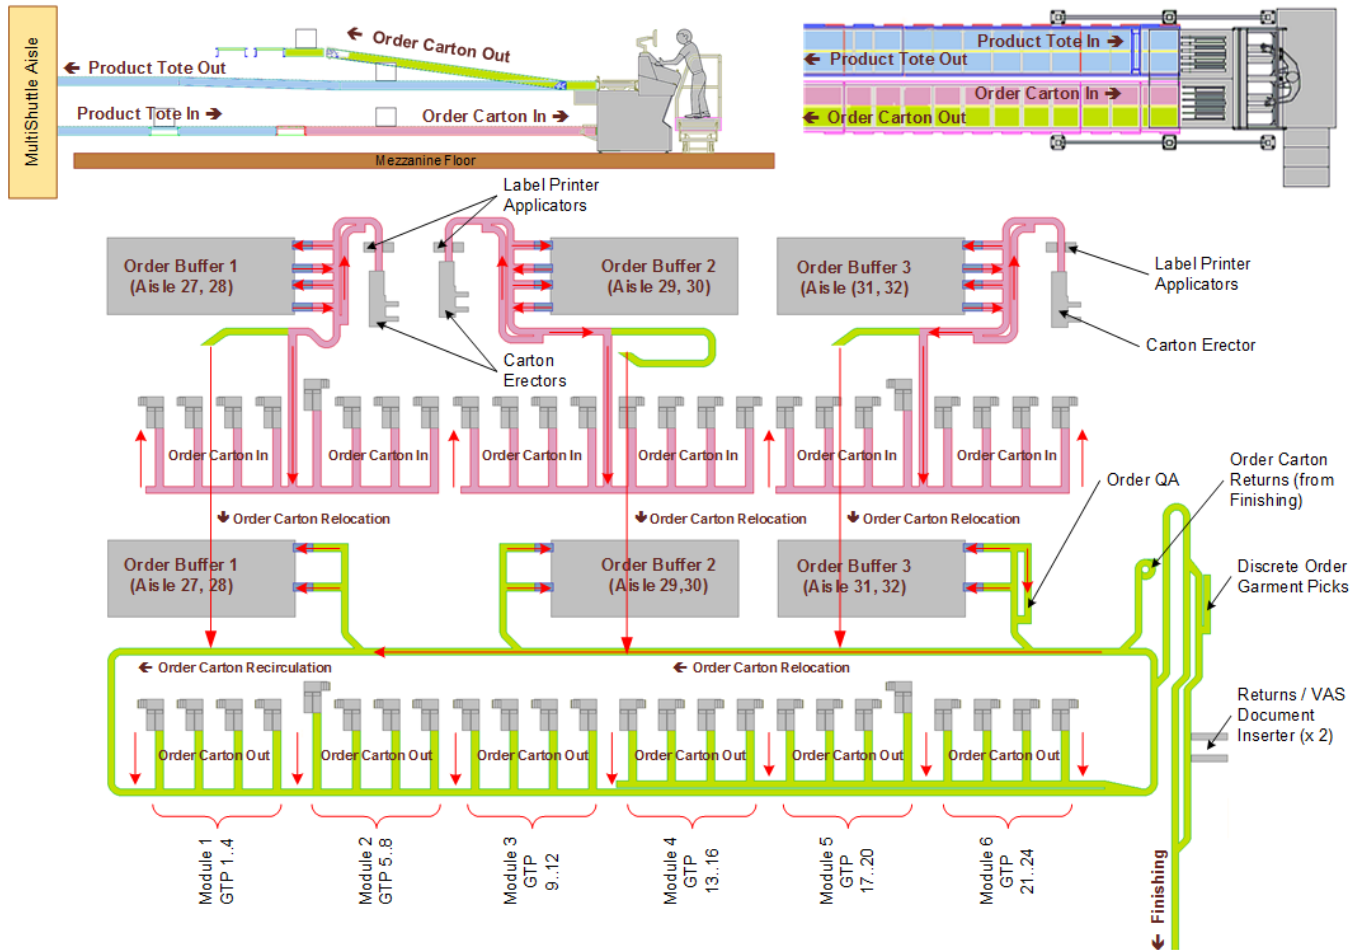 MultiShuttle Aisle
Order Carton Out
Product Tote Out
Product Tote In
Order Carton In
Mezzanine Floor
Product Tote In
Product Tote Out
Order Carton In
Order Carton Out
Label Printer
Applicators
Order Buffer 1
(Aisle 27, 28)
Order Buffer 2
(Aisle 29, 30)
Order Buffer 3
(Aisle (31, 32)
Label Printer
Applicators
Carton
Erectors
Carton Erector
Order Carton In
Order Carton In
Order Carton In
Order Carton In
Order Carton In
Order Carton In
Order QA
Order Carton
Returns (from
Finishing)
Order Carton Relocation
Order Carton Relocation
Order Carton Relocation
Order Buffer 1
(Aisle 27, 28)
Order Buffer 2
(Aisle 29,30)
Order Buffer 3
(Aisle 31, 32)
Discrete Order
Garment Picks
Order Carton Recirculation
Order Carton Relocation
Returns / VAS
Document
Inserter (x 2)
Order Carton Out
Order Carton Out
Order Carton Out
Order Carton Out
Order Carton Out
Order Carton Out
Module 1
GTP 1..4
Module 2
GTP 5..8
Module 3
GTP
9..12
Module 4
GTP
13..16
Module 5
GTP
17..20
Module 6
GTP
21..24
Finishing